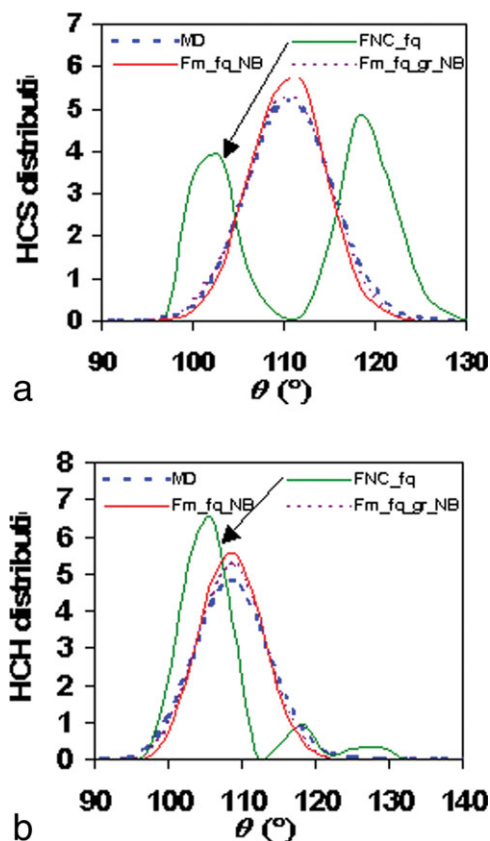 MD FNC_fq
Fm_fq_NB Fm_fq_gr_NB
HCS distributi
7
6
5
4
3
2
1
0
90 100 110 120 130
θ (°)
a
MD FNC_fq
Fm_fq_NB Fm_fq_gr_NB
HCH distributi
8
7
6
5
4
3
2
1
0
90 100 110 120 130 140
θ (°)
b